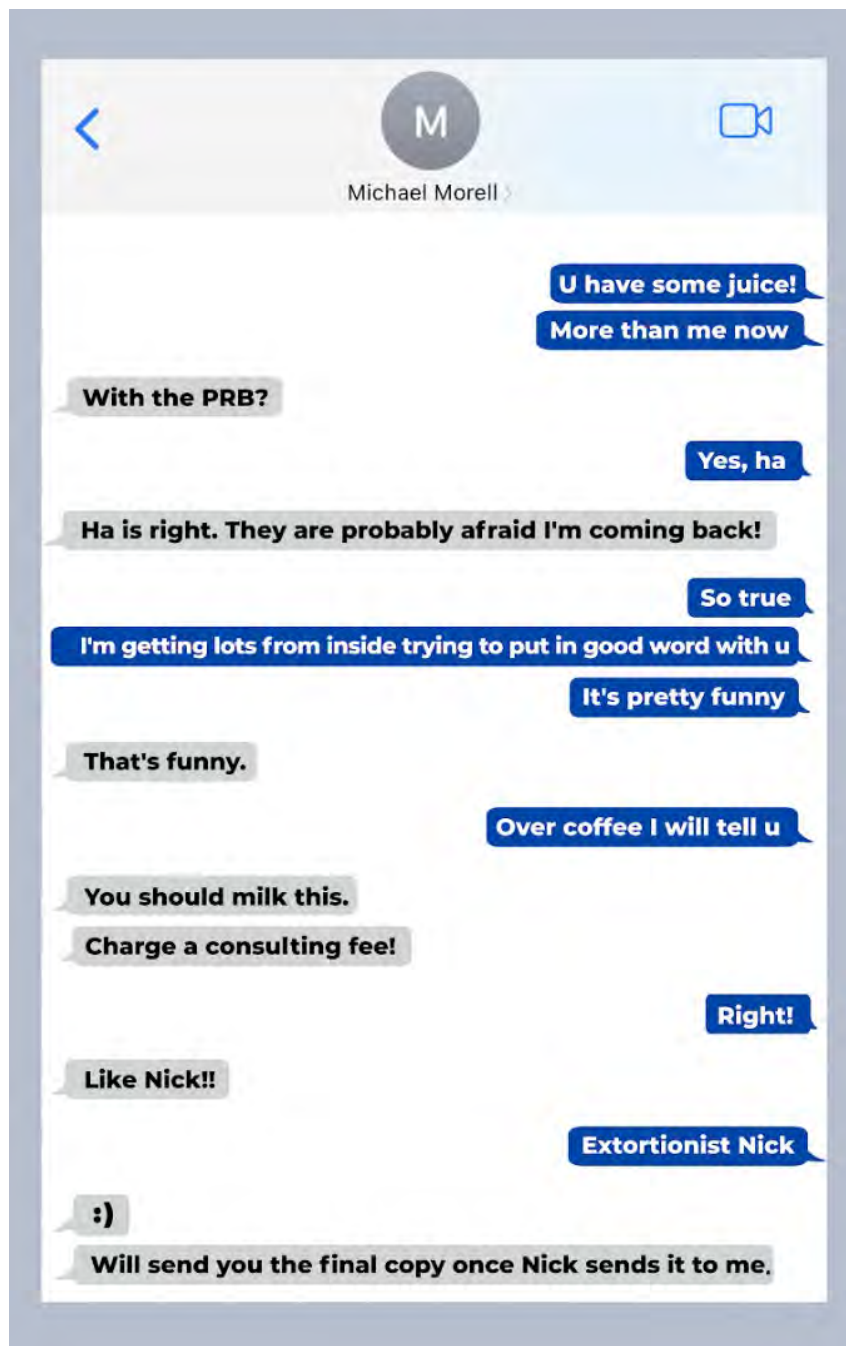 M
Michael Morell
U have some juice!
More than me now
With the PRB?
Yes, ha
Ha is right. They are probably afraid I'm coming back!
So true
I'm getting lots from inside trying to put in good word with u
It's pretty funny
That's funny.
Over coffee I will tell u
You should milk this.
Charge a consulting fee!
Right!
Like Nick!!
Extortionist Nick
:)
Will send you the final copy once Nick sends it to me.